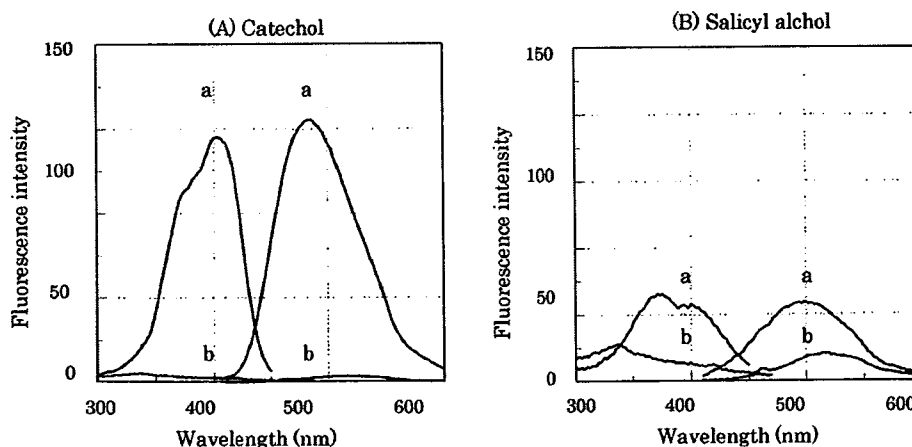 (A) Catechol
150
100
50
0
a
a
b
b
300
400
500
600
Wavelength (nm)
Fluorescence intensity
(B) Salicyl alchol
150
100
50
0
a
a
b
b
300
400
500
600
Wavelength (nm)
Fluorescence intensity